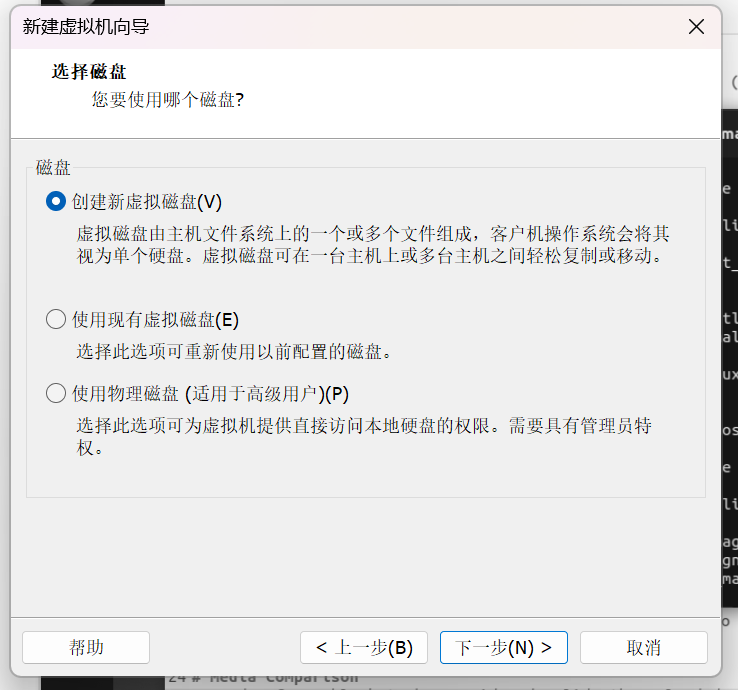 新建虚拟机向导
选择磁盘
您要使用哪个磁盘?
磁盘
创建新虚拟磁盘(V)
虚拟磁盘由主机文件系统上的一个或多个文件组成，客户机操作系统会将其
视为单个硬盘。虚拟磁盘可在一台主机上或多台主机之间轻松复制或移动。
使用现有虚拟磁盘(E)
选择此选项可重新使用以前配置的磁盘。
使用物理磁盘 (适用于高级用户)(P)
选择此选项可为虚拟机提供直接访问本地硬盘的权限。需要具有管理员特
权。
帮助
< 上一步(B)
下一步(N) >
取消
24 # Media Comparison